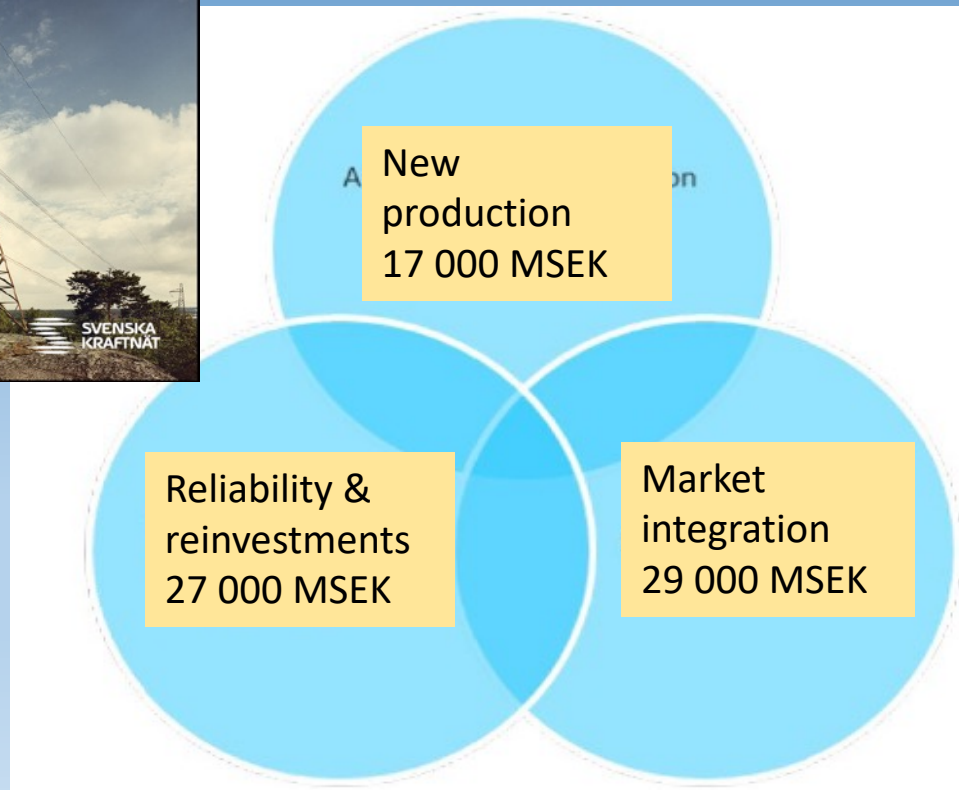 New
production
17 000 MSEK
SVENSKA
KRAFTNÄT
Reliability &
reinvestments
27 000 MSEK
Market
integration
29 000 MSEK